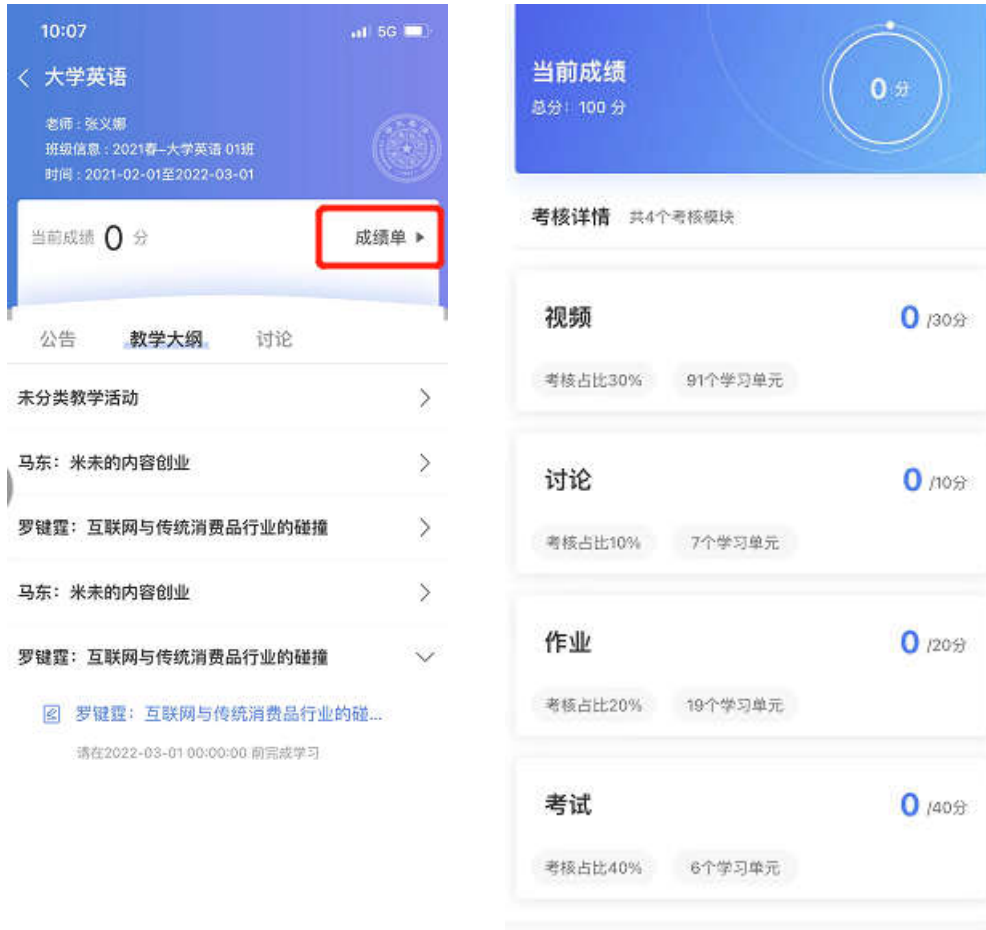 10:07
5G
大学英语
老师：张义娜
班级信息：2021春-大学英语 01班
时间：2021-02-01至2022-03-01
当前成绩 0 分
成绩单
公告 教学大纲 讨论
未分类教学活动
马东：米未的内容创业
罗键霆：互联网与传统消费品行业的碰撞
马东：米未的内容创业
罗键霆：互联网与传统消费品行业的碰撞
罗键霆：互联网与传统消费品行业的碰...
请在2022-03-01 00:00:00 前完成学习
当前成绩
总分：100 分
0 分
考核详情 共4个考核模块
视频 0 /30分
考核占比30% 91个学习单元
讨论 0 /10分
考核占比10% 7个学习单元
作业 0 /20分
考核占比20% 19个学习单元
考试 0 /40分
考核占比40% 6个学习单元